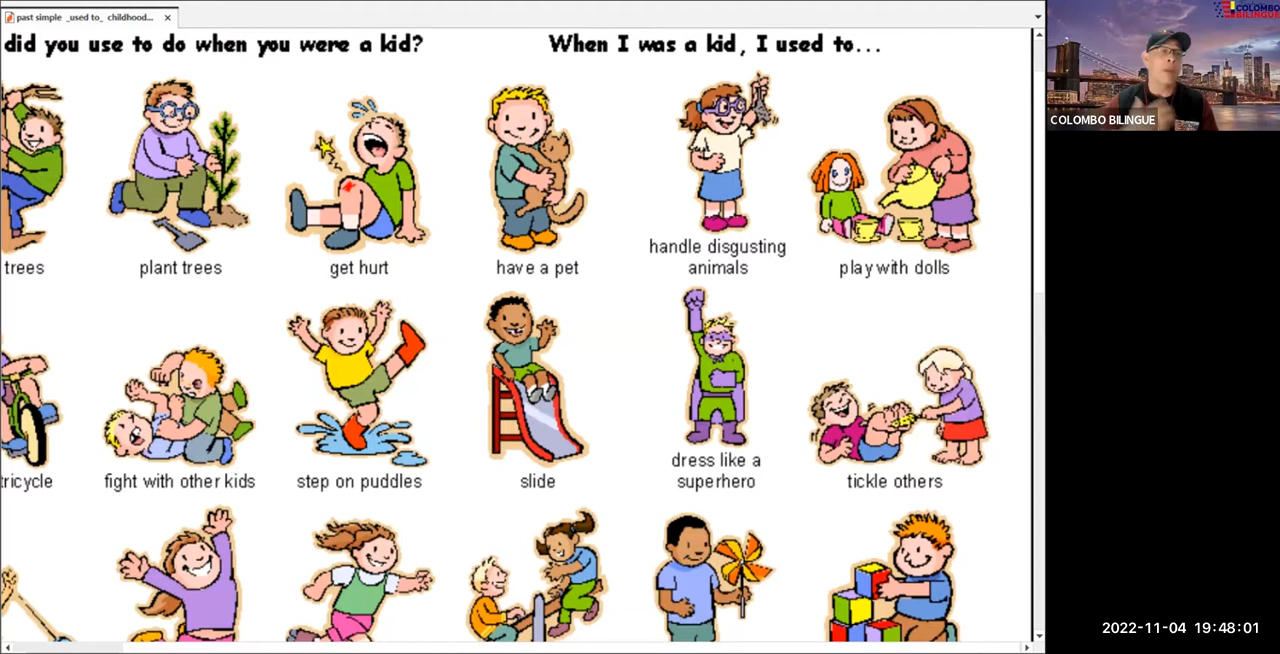 past simple _used to_ childhood...
COLOMBO
BILINGUE
did you use to do when you were a kid?
When I was a kid, I used to...
COLOMBO BILINGUE
trees
plant trees
get hurt
have a pet
handle disgusting
animals
play with dolls
tricycle
fight with other kids
step on puddles
slide
dress like a
superhero
tickle others
2022-11-04 19:48:01